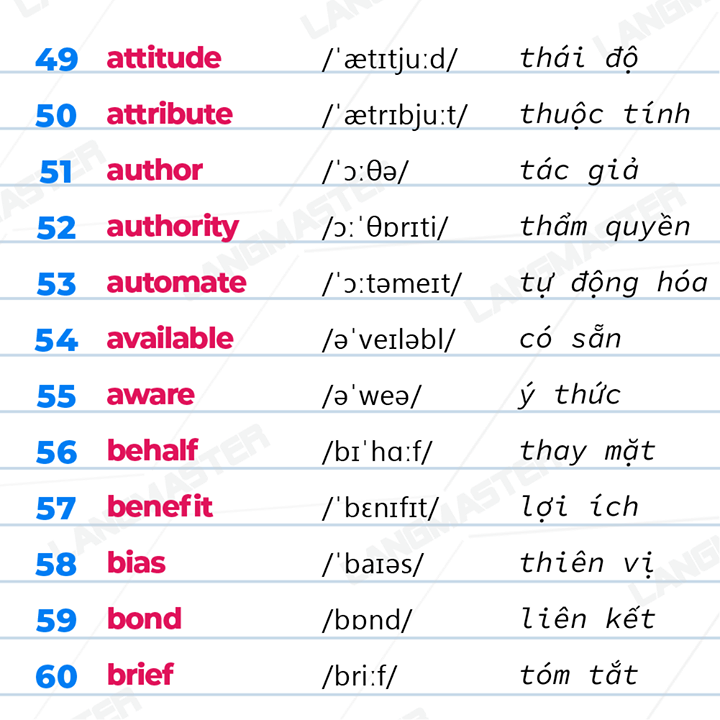 49 attitude /ˈætɪtjuːd/ thái độ
50 attribute /ˈætrɪbjuːt/ thuộc tính
51 author /ˈɔːθə/ tác giả
52 authority /ɔːˈθɒrɪti/ thẩm quyền
53 automate /ˈɔːtəmeɪt/ tự động hóa
54 available /əˈveɪləbl/ có sẵn
55 aware /əˈweə/ ý thức
56 behalf /bɪˈhɑːf/ thay mặt
57 benefit /ˈbɛnɪfɪt/ lợi ích
58 bias /ˈbaɪəs/ thiên vị
59 bond /bɒnd/ liên kết
60 brief /briːf/ tóm tắt